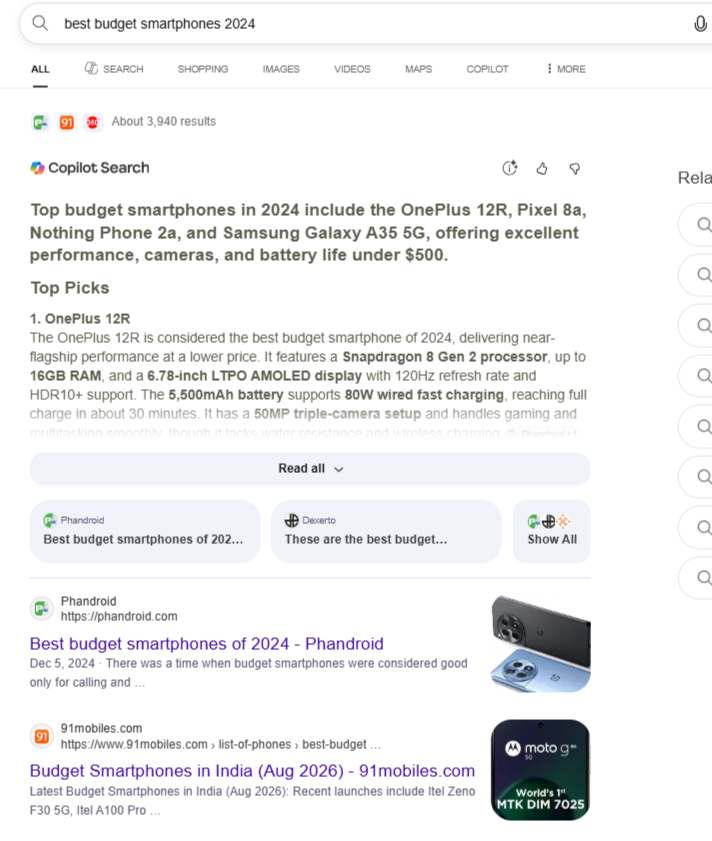 best budget smartphones 2024
ALL SEARCH SHOPPING IMAGES VIDEOS MAPS COPILOT MORE
91 360° About 3,940 results
Copilot Search
Rela
Top budget smartphones in 2024 include the OnePlus 12R, Pixel 8a,
Nothing Phone 2a, and Samsung Galaxy A35 5G, offering excellent
performance, cameras, and battery life under $500.
Top Picks
1. OnePlus 12R
The OnePlus 12R is considered the best budget smartphone of 2024, delivering near-
flagship performance at a lower price. It features a Snapdragon 8 Gen 2 processor, up to
16GB RAM, and a 6.78-inch LTPO AMOLED display with 120Hz refresh rate and
HDR10+ support. The 5,500mAh battery supports 80W wired fast charging, reaching full
charge in about 30 minutes. It has a 50MP triple-camera setup and handles gaming and
multitasking smoothly, though it lacks water resistance and wireless charging. Phandroid +1
Read all
Phandroid
Best budget smartphones of 202...
Dexerto
These are the best budget...
Show All
Phandroid
https://phandroid.com
Best budget smartphones of 2024 - Phandroid
Dec 5, 2024 · There was a time when budget smartphones were considered good
only for calling and ...
91
91mobiles.com
https://www.91mobiles.com › list-of-phones › best-budget ...
Budget Smartphones in India (Aug 2026) - 91mobiles.com
Latest Budget Smartphones in India (Aug 2026): Recent launches include Itel Zeno
F30 5G, Itel A100 Pro ...
moto g
5G
World's 1st
MTK DIM 7025